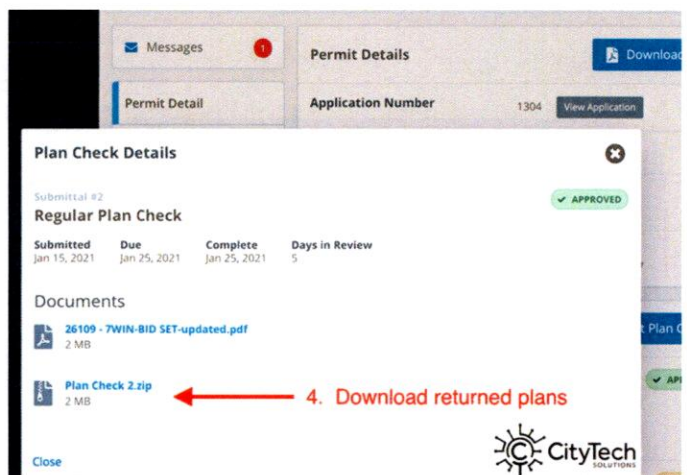 Messages
1
Permit Details
Download
Permit Detail
Application Number
1304
View Application
Plan Check Details
Submittal #2
Regular Plan Check
APPROVED
Submitted Due Complete Days in Review
Jan 15, 2021 Jan 25, 2021 Jan 25, 2021 5
Documents
26109 - 7WIN-BID SET-updated.pdf
2 MB
t Plan C
Plan Check 2.zip
2 MB
4. Download returned plans
AP
Close
CityTech
SOLUTIONS